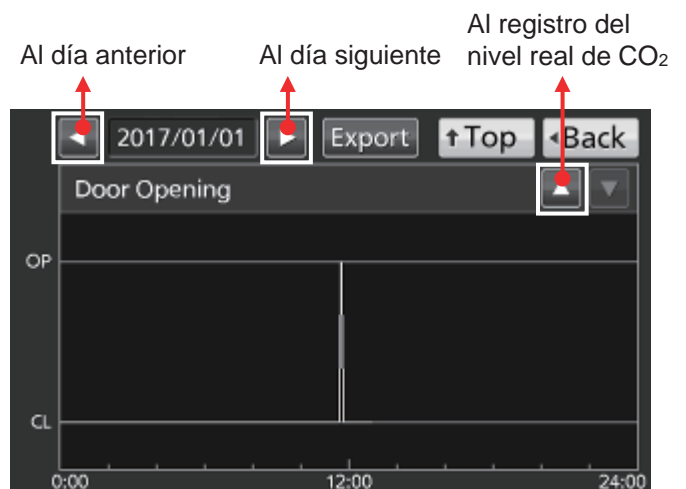 Al registro del
Al día anterior
Al día siguiente
nivel real de CO₂
2017/01/01
Export
Top
Back
Door Opening
OP
CL
0:00
12:00
24:00